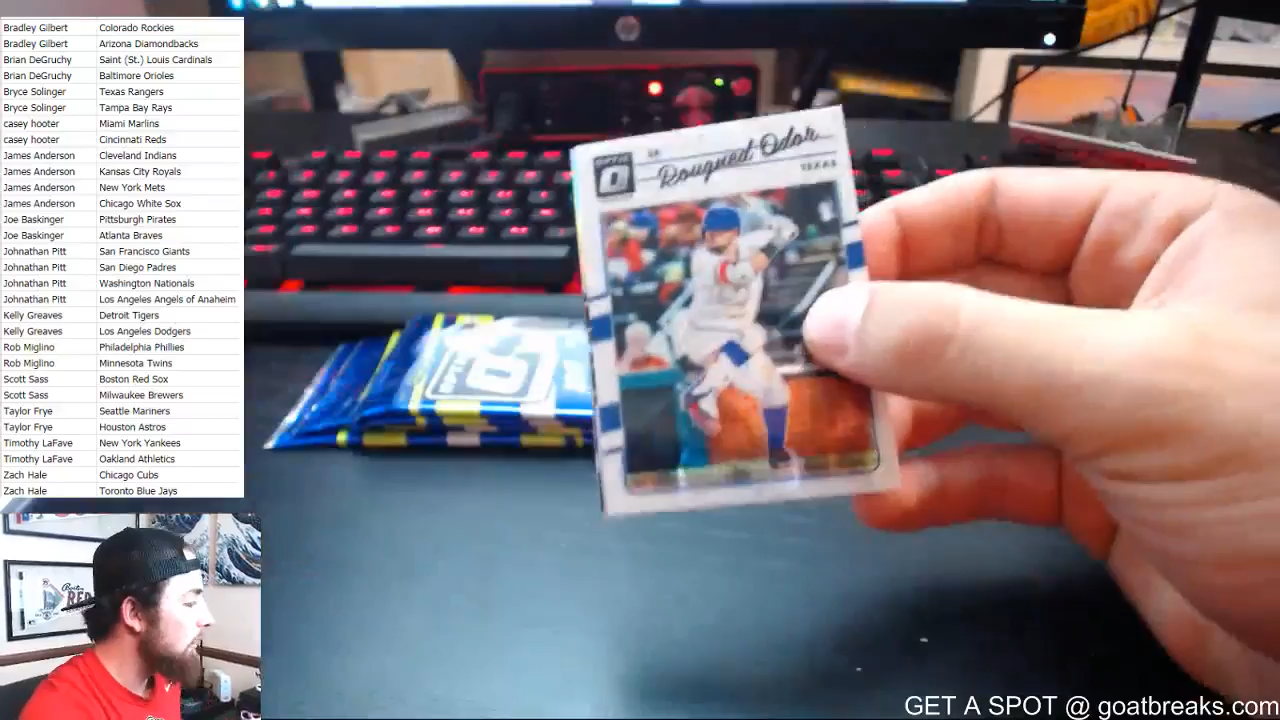 Bradley Gilbert Colorado Rockies
Bradley Gilbert Arizona Diamondbacks
Brian DeGruchy Saint (St.) Louis Cardinals
Brian DeGruchy Baltimore Orioles
Bryce Solinger Texas Rangers
Bryce Solinger Tampa Bay Rays
casey hooter Miami Marlins
casey hooter Cincinnati Reds
James Anderson Cleveland Indians
James Anderson Kansas City Royals
James Anderson New York Mets
James Anderson Chicago White Sox
Joe Baskinger Pittsburgh Pirates
Joe Baskinger Atlanta Braves
Johnathan Pitt San Francisco Giants
Johnathan Pitt San Diego Padres
Johnathan Pitt Washington Nationals
Johnathan Pitt Los Angeles Angels of Anaheim
Kelly Greaves Detroit Tigers
Kelly Greaves Los Angeles Dodgers
Rob Miglino Philadelphia Phillies
Rob Miglino Minnesota Twins
Scott Sass Boston Red Sox
Scott Sass Milwaukee Brewers
Taylor Frye Seattle Mariners
Taylor Frye Houston Astros
Timothy LaFave New York Yankees
Timothy LaFave Oakland Athletics
Zach Hale Chicago Cubs
Zach Hale Toronto Blue Jays
Rougned Odor
TEXAS
GET A SPOT @ goatbreaks.com